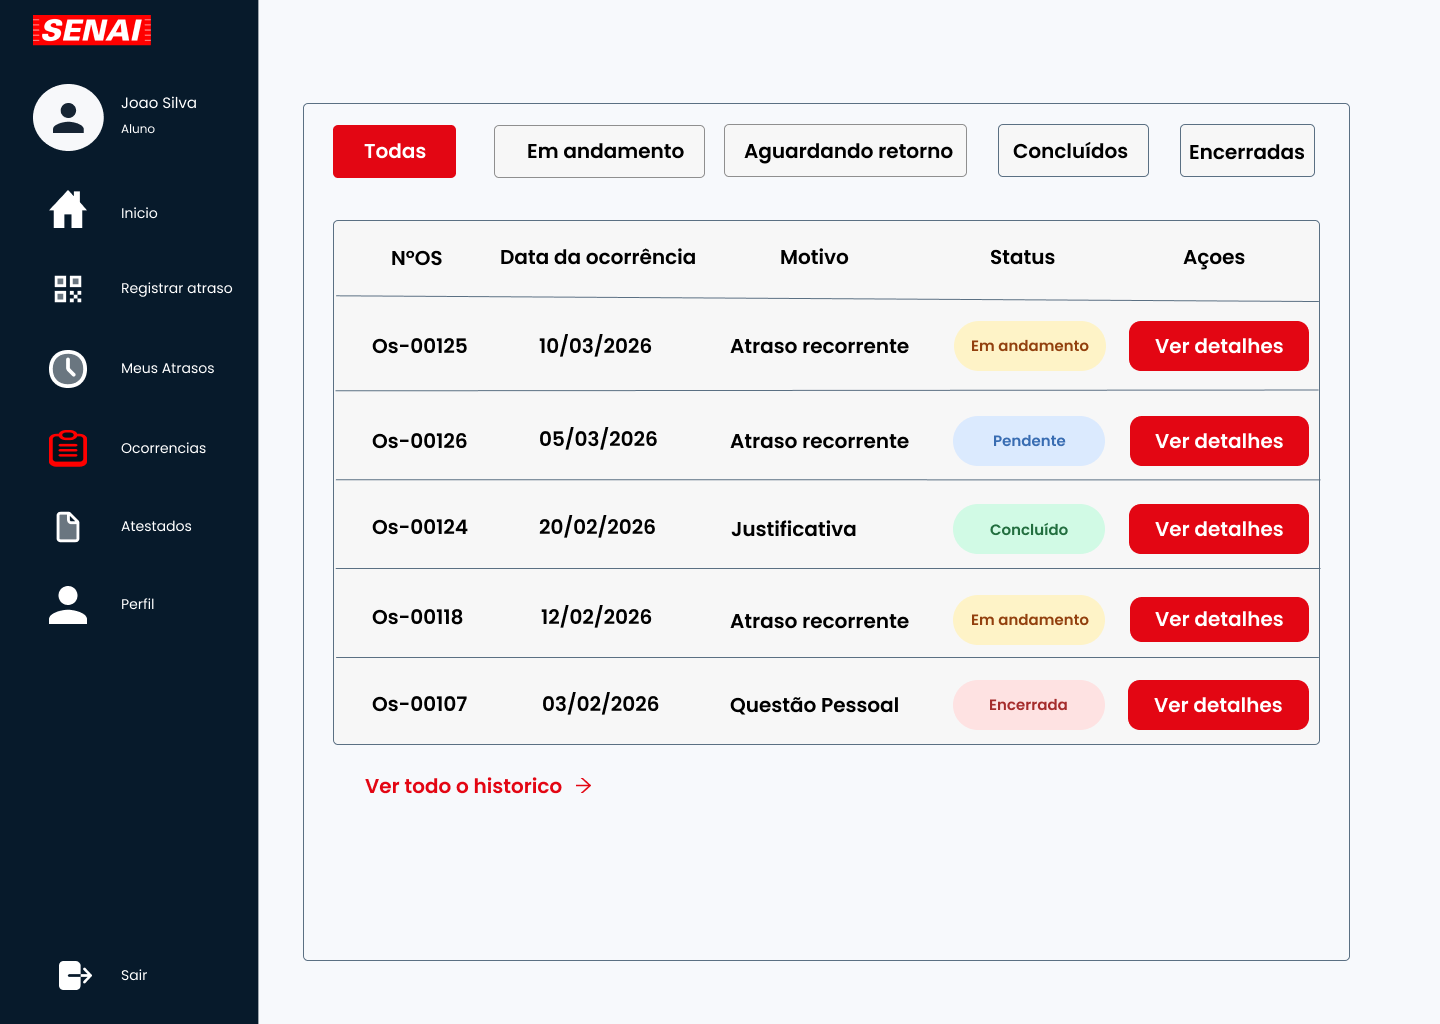 SENAI
Joao Silva
Aluno
Inicio
Registrar atraso
Meus Atrasos
Ocorrencias
Atestados
Perfil
Sair
Todas Em andamento Aguardando retorno Concluídos Encerradas
NºOS Data da ocorrência Motivo Status Açoes
Os-00125 10/03/2026 Atraso recorrente Em andamento Ver detalhes
Os-00126 05/03/2026 Atraso recorrente Pendente Ver detalhes
Os-00124 20/02/2026 Justificativa Concluído Ver detalhes
Os-00118 12/02/2026 Atraso recorrente Em andamento Ver detalhes
Os-00107 03/02/2026 Questão Pessoal Encerrada Ver detalhes
Ver todo o historico →